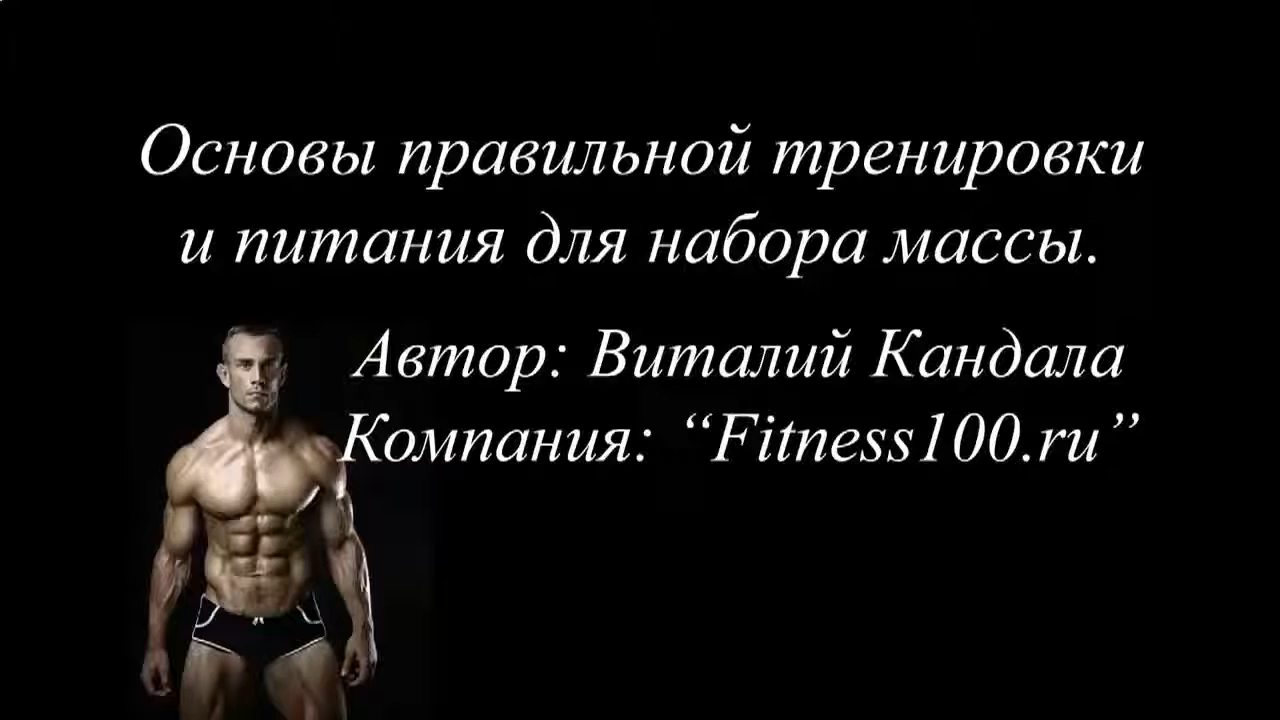 Основы правильной тренировки
и питания для набора массы.
Автор: Виталий Кандала
Компания: “Fitness100.ru”